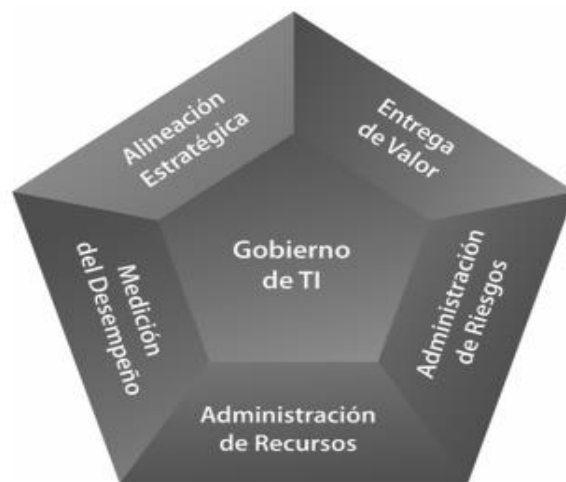 Alineación
Estratégica
Entrega
de Valor
Gobierno
de TI
Medición
del Desempeño
Administración
de Riesgos
Administración
de Recursos